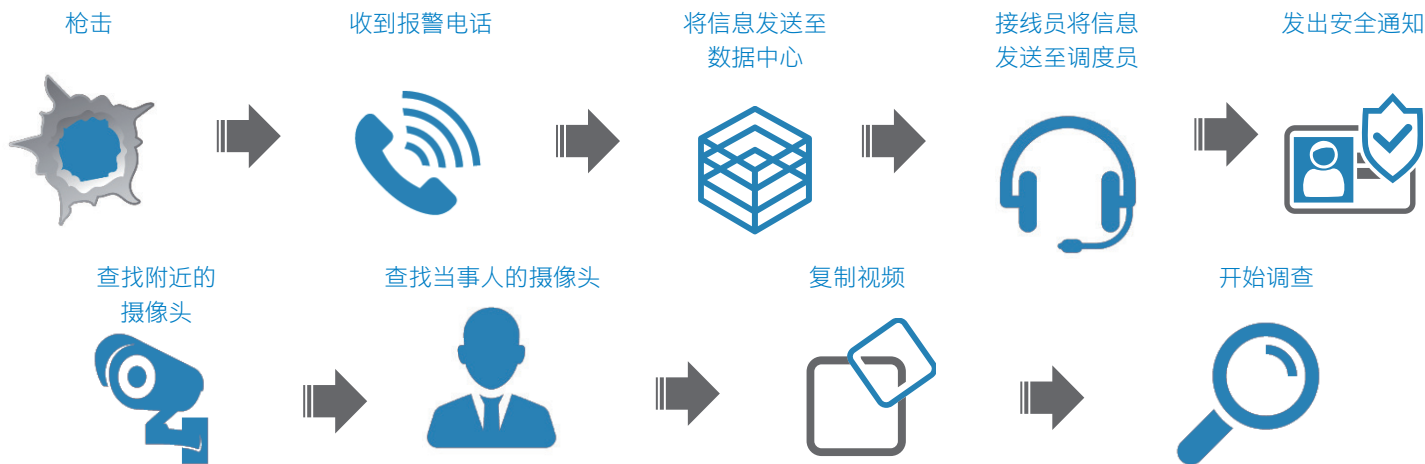 枪击
收到报警电话
将信息发送至
数据中心
接线员将信息
发送至调度员
发出安全通知
查找附近的
摄像头
查找当事人的摄像头
复制视频
开始调查